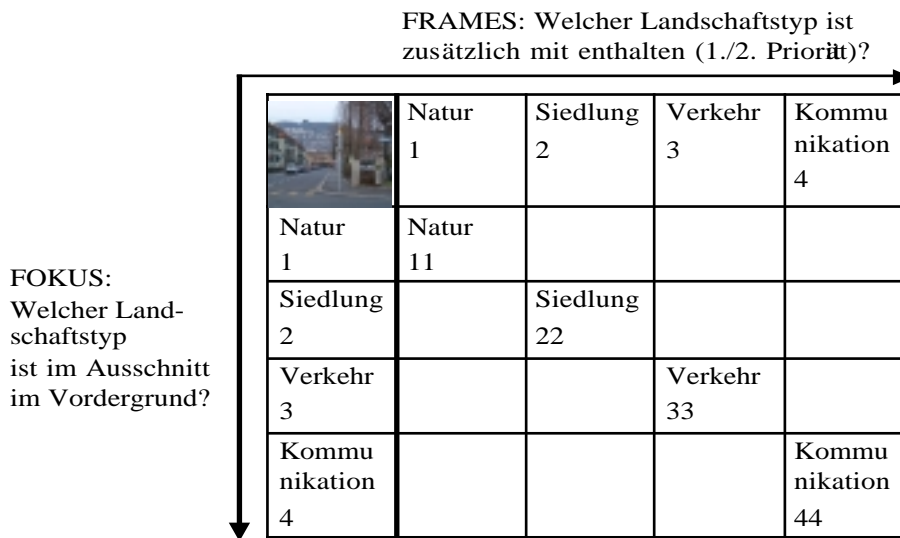 FRAMES: Welcher Landschaftstyp ist
zusätzlich mit enthalten (1./2. Priorität)?
Natur
1
Siedlung
2
Verkehr
3
Kommu
nikation
4
Natur
1
Natur
11
FOKUS:
Welcher Land-
schaftstyp
ist im Ausschnitt
im Vordergrund?
Siedlung
2
Siedlung
22
Verkehr
3
Verkehr
33
Kommu
nikation
4
Kommu
nikation
44